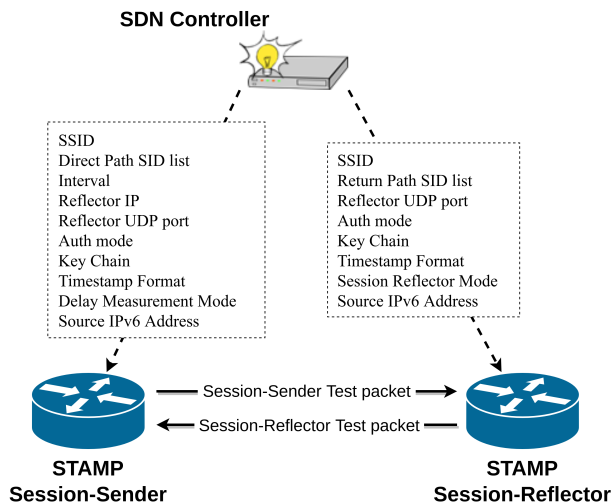 SDN Controller
SSID
Direct Path SID list
Interval
Reflector IP
Reflector UDP port
Auth mode
Key Chain
Timestamp Format
Delay Measurement Mode
Source IPv6 Address
SSID
Return Path SID list
Reflector UDP port
Auth mode
Key Chain
Timestamp Format
Session Reflector Mode
Source IPv6 Address
Session-Sender Test packet
Session-Reflector Test packet
STAMP
Session-Sender
STAMP
Session-Reflector